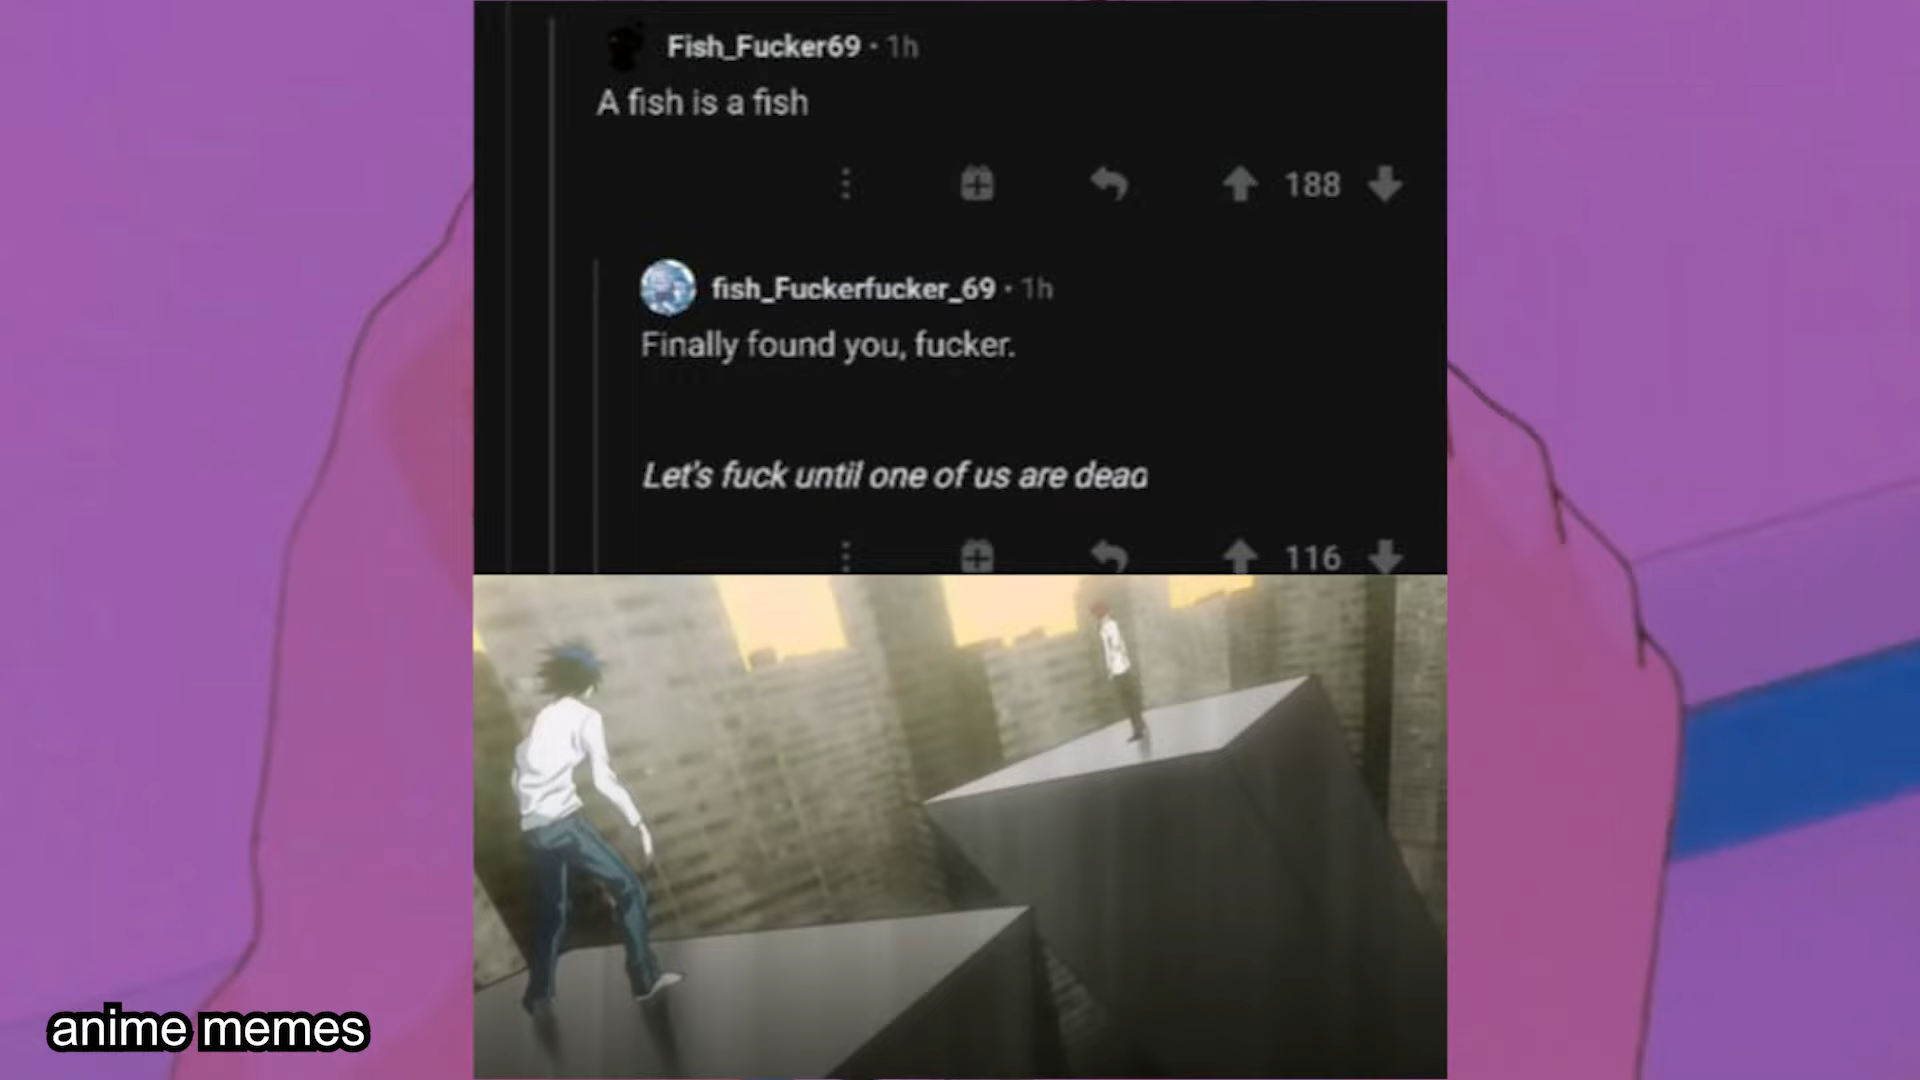 Fish_Fucker69 · 1h
A fish is a fish
188
fish_Fuckerfucker_69 · 1h
Finally found you, fucker.
Let's fuck until one of us are dead
116
anime memes